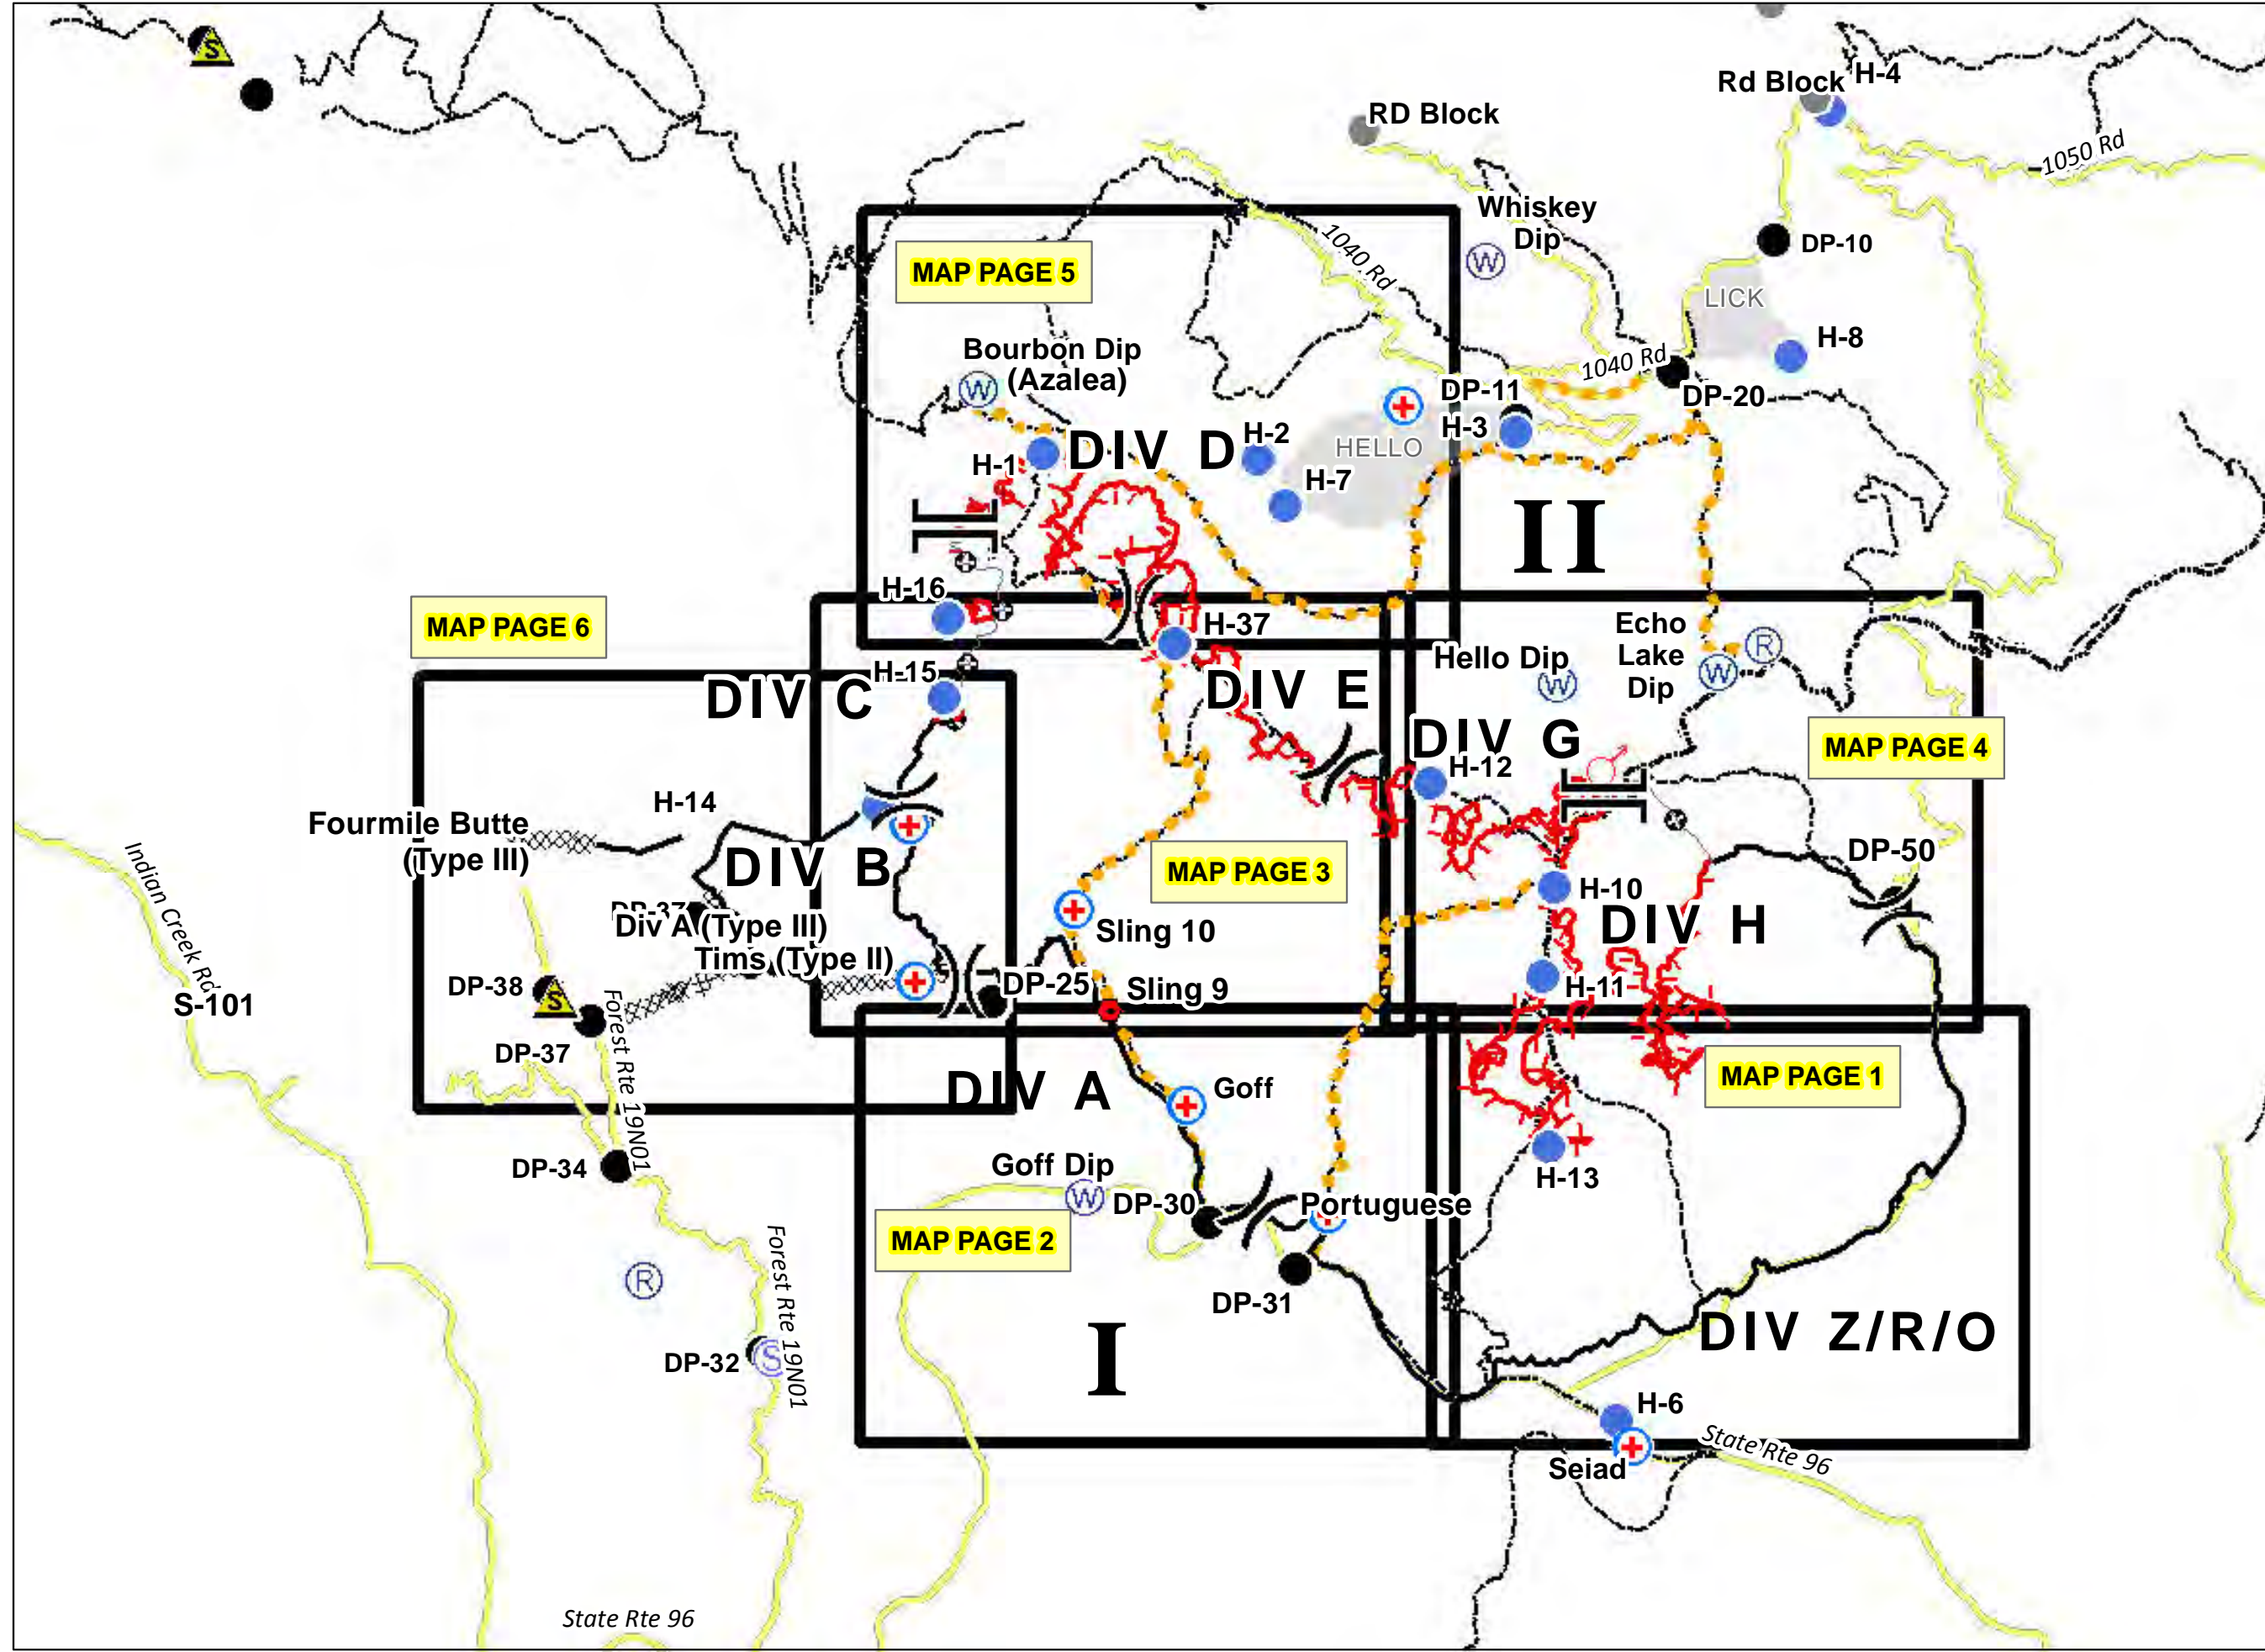 Rd Block
H-4
RD Block
1050 Rd
Whiskey
Dip
W
1040 Rd
DP-10
MAP PAGE 5
LICK
H-8
Bourbon Dip
(Azalea)
W
1040 Rd
DP-20
DP-11
H-3
HELLO
DIV D
H-2
H-1
H-7
II
H-16
H-37
MAP PAGE 6
Echo
Lake
Dip
R
W
Hello Dip
W
H-15
DIV C
DIV E
DIV G
MAP PAGE 4
H-12
H-14
Fourmile Butte
(Type III)
DIV B
MAP PAGE 3
DP-50
H-10
DP-37
Div A (Type III)
Tims (Type II)
Sling 10
DIV H
DP-38
S
DP-25
Sling 9
H-11
Indian Creek Rd
S-101
Forest Rte 19N01
DP-37
DIV A
Goff
MAP PAGE 1
DP-34
Goff Dip
W
DP-30
Portuguese
H-13
MAP PAGE 2
R
DP-31
Forest Rte 19N01
DP-32
S
I
DIV Z/R/O
H-6
State Rte 96
Seiad
State Rte 96
S